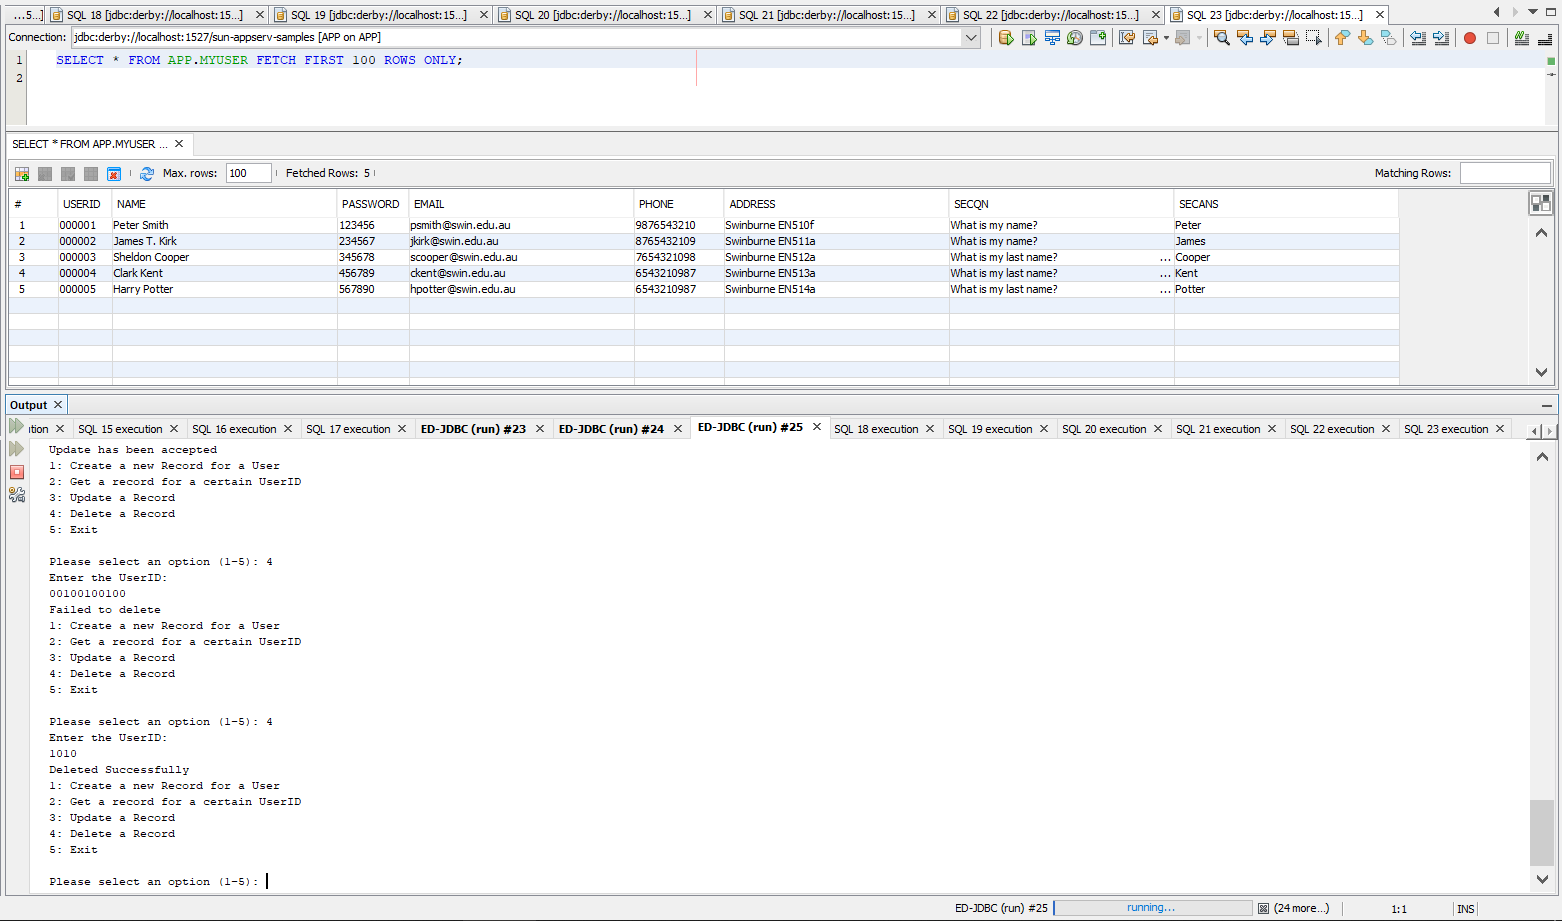 ...5...]
SQL 18 [jdbc:derby://localhost:15...]
SQL 19 [jdbc:derby://localhost:15...]
SQL 20 [jdbc:derby://localhost:15...]
SQL 21 [jdbc:derby://localhost:15...]
SQL 22 [jdbc:derby://localhost:15...]
SQL 23 [jdbc:derby://localhost:15...]
Connection: jdbc:derby://localhost:1527/sun-appserv-samples [APP on APP]
1 SELECT * FROM APP.MYUSER FETCH FIRST 100 ROWS ONLY;
2
SELECT * FROM APP.MYUSER ...
Max. rows: 100 Fetched Rows: 5 Matching Rows:
# USERID NAME PASSWORD EMAIL PHONE ADDRESS SECQN SECANS
1 000001 Peter Smith 123456 psmith@swin.edu.au 9876543210 Swinburne EN510f What is my name? Peter
2 000002 James T. Kirk 234567 jkirk@swin.edu.au 8765432109 Swinburne EN511a What is my name? James
3 000003 Sheldon Cooper 345678 scooper@swin.edu.au 7654321098 Swinburne EN512a What is my last name? ... Cooper
4 000004 Clark Kent 456789 ckent@swin.edu.au 6543210987 Swinburne EN513a What is my last name? ... Kent
5 000005 Harry Potter 567890 hpotter@swin.edu.au 6543210987 Swinburne EN514a What is my last name? ... Potter
Output
tion SQL 15 execution SQL 16 execution SQL 17 execution ED-JDBC (run) #23 ED-JDBC (run) #24 ED-JDBC (run) #25 SQL 18 execution SQL 19 execution SQL 20 execution SQL 21 execution SQL 22 execution SQL 23 execution
Update has been accepted
1: Create a new Record for a User
2: Get a record for a certain UserID
3: Update a Record
4: Delete a Record
5: Exit
Please select an option (1-5): 4
Enter the UserID:
00100100100
Failed to delete
1: Create a new Record for a User
2: Get a record for a certain UserID
3: Update a Record
4: Delete a Record
5: Exit
Please select an option (1-5): 4
Enter the UserID:
1010
Deleted Successfully
1: Create a new Record for a User
2: Get a record for a certain UserID
3: Update a Record
4: Delete a Record
5: Exit
Please select an option (1-5):
ED-JDBC (run) #25 running... (24 more...) 1:1 INS